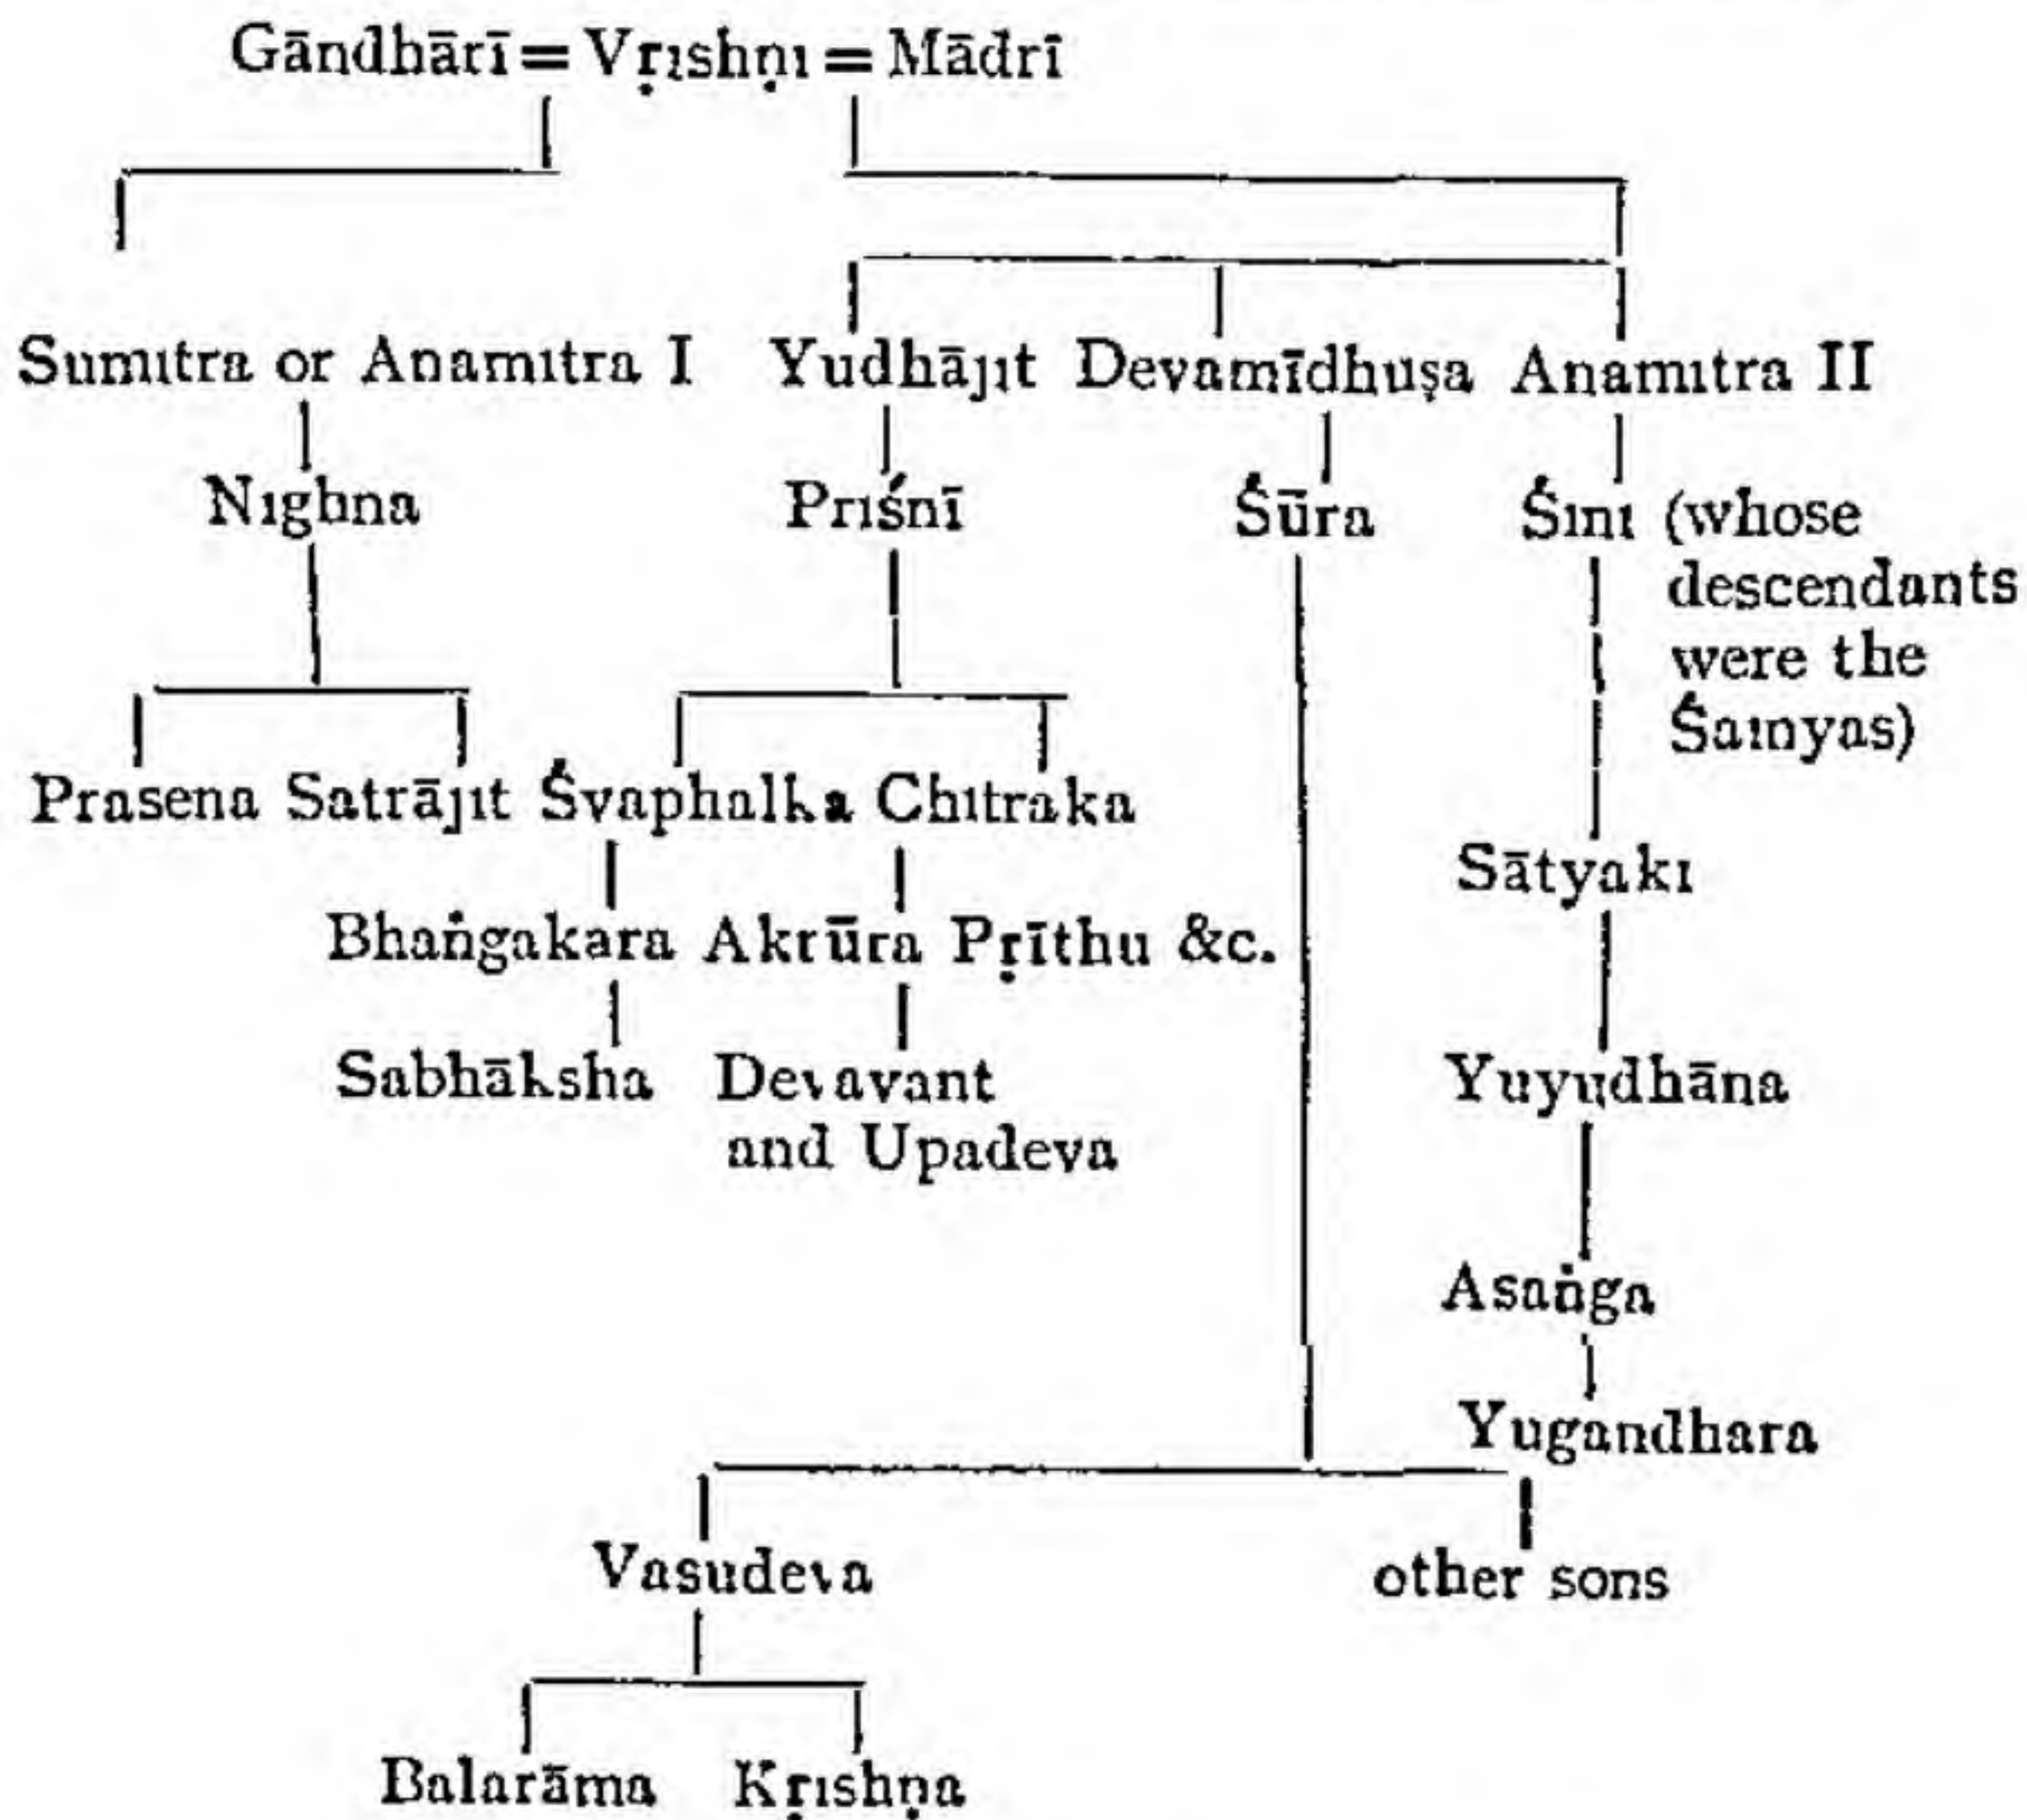 Gāndhārī = Vṛishṇi = Mādrī
Sumitra or Anamitra I Yudhājit Devamīdhuṣa Anamitra II
Nighna Priśnī Śūra Śini (whose
descendants
were the
Śainyas)
Prasena Satrājit Śvaphalka Chitraka
Sātyaki
Bhaṅgakara Akrūra Pṛīthu &c.
Sabhāksha Devavant Yuyudhāna
and Upadeva
Asaṅga
Yugandhara
Vasudeva other sons
Balarāma Kṛishṇa